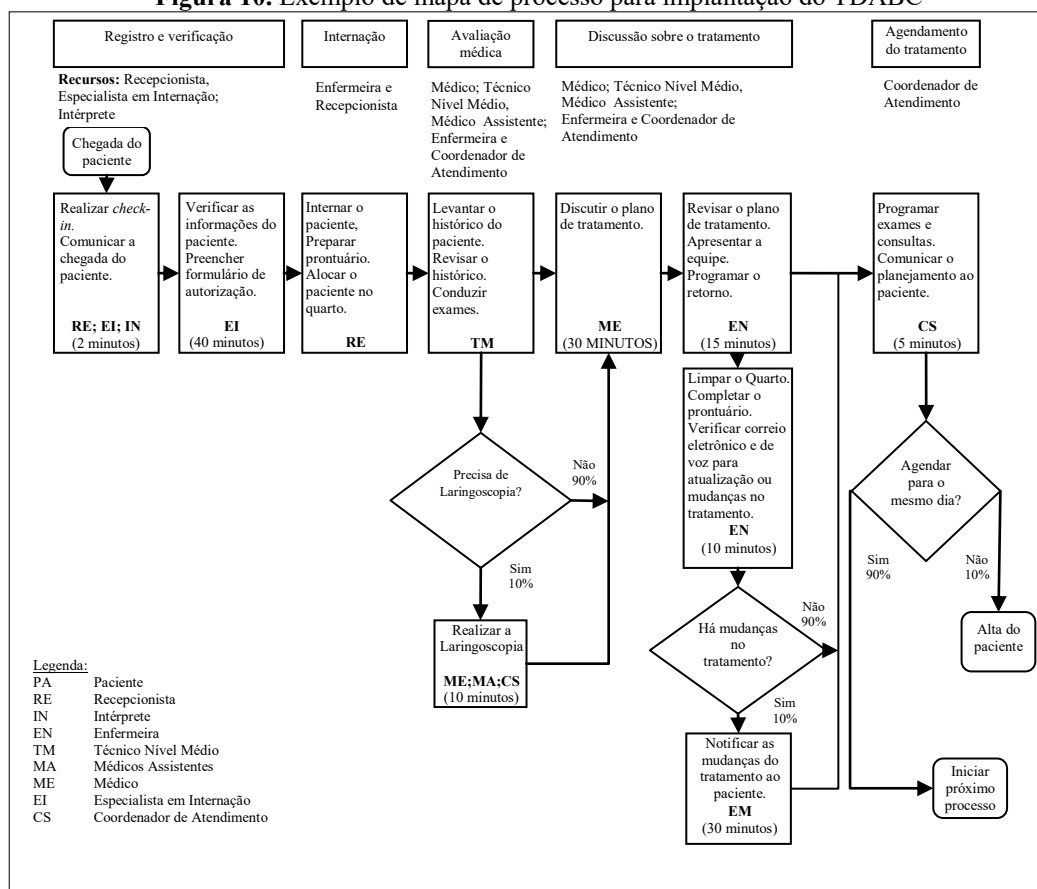 Figura 16: Exemplo de mapa de processo para implantação do TDABC
Registro e verificação
Internação
Avaliação
médica
Discussão sobre o tratamento
Agendamento
do tratamento
Recursos: Recepcionista,
Especialista em Internação;
Intérprete
Enfermeira e
Recepcionista
Médico; Técnico
Nível Médio,
Médico Assistente;
Enfermeira e
Coordenador de
Atendimento
Médico; Técnico Nível Médio,
Médico Assistente;
Enfermeira e Coordenador de
Atendimento
Coordenador de
Atendimento
Chegada do
paciente
Realizar check-
in.
Comunicar a
chegada do
paciente.
RE; EI; IN
(2 minutos)
Verificar as
informações do
paciente.
Preencher
formulário de
autorização.
EI
(40 minutos)
Internar o
paciente,
Preparar
prontuário.
Alocar o
paciente no
quarto.
RE
Levantar o
histórico do
paciente.
Revisar o
histórico.
Conduzir
exames.
TM
Discutir o plano
de tratamento.
ME
(30 MINUTOS)
Revisar o plano
de tratamento.
Apresentar a
equipe.
Programar o
retorno.
EN
(15 minutos)
Programar
exames e
consultas.
Comunicar o
planejamento ao
paciente.
CS
(5 minutos)
Limpar o Quarto.
Completar o
prontuário.
Verificar correio
eletrônico e de
voz para
atualização ou
mudanças no
tratamento.
EN
(10 minutos)
Precisa de
Laringoscopia?
Não
90%
Sim
10%
Agendar
para o
mesmo dia?
Sim
90%
Não
10%
Realizar a
Laringoscopia
ME;MA;CS
(10 minutos)
Há mudanças
no
tratamento?
Não
90%
Sim
10%
Alta do
paciente
Notificar as
mudanças do
tratamento ao
paciente.
EM
(30 minutos)
Iniciar
próximo
processo
Legenda:
PA Paciente
RE Recepcionista
IN Intérprete
EN Enfermeira
TM Técnico Nível Médio
MA Médicos Assistentes
ME Médico
EI Especialista em Internação
CS Coordenador de Atendimento